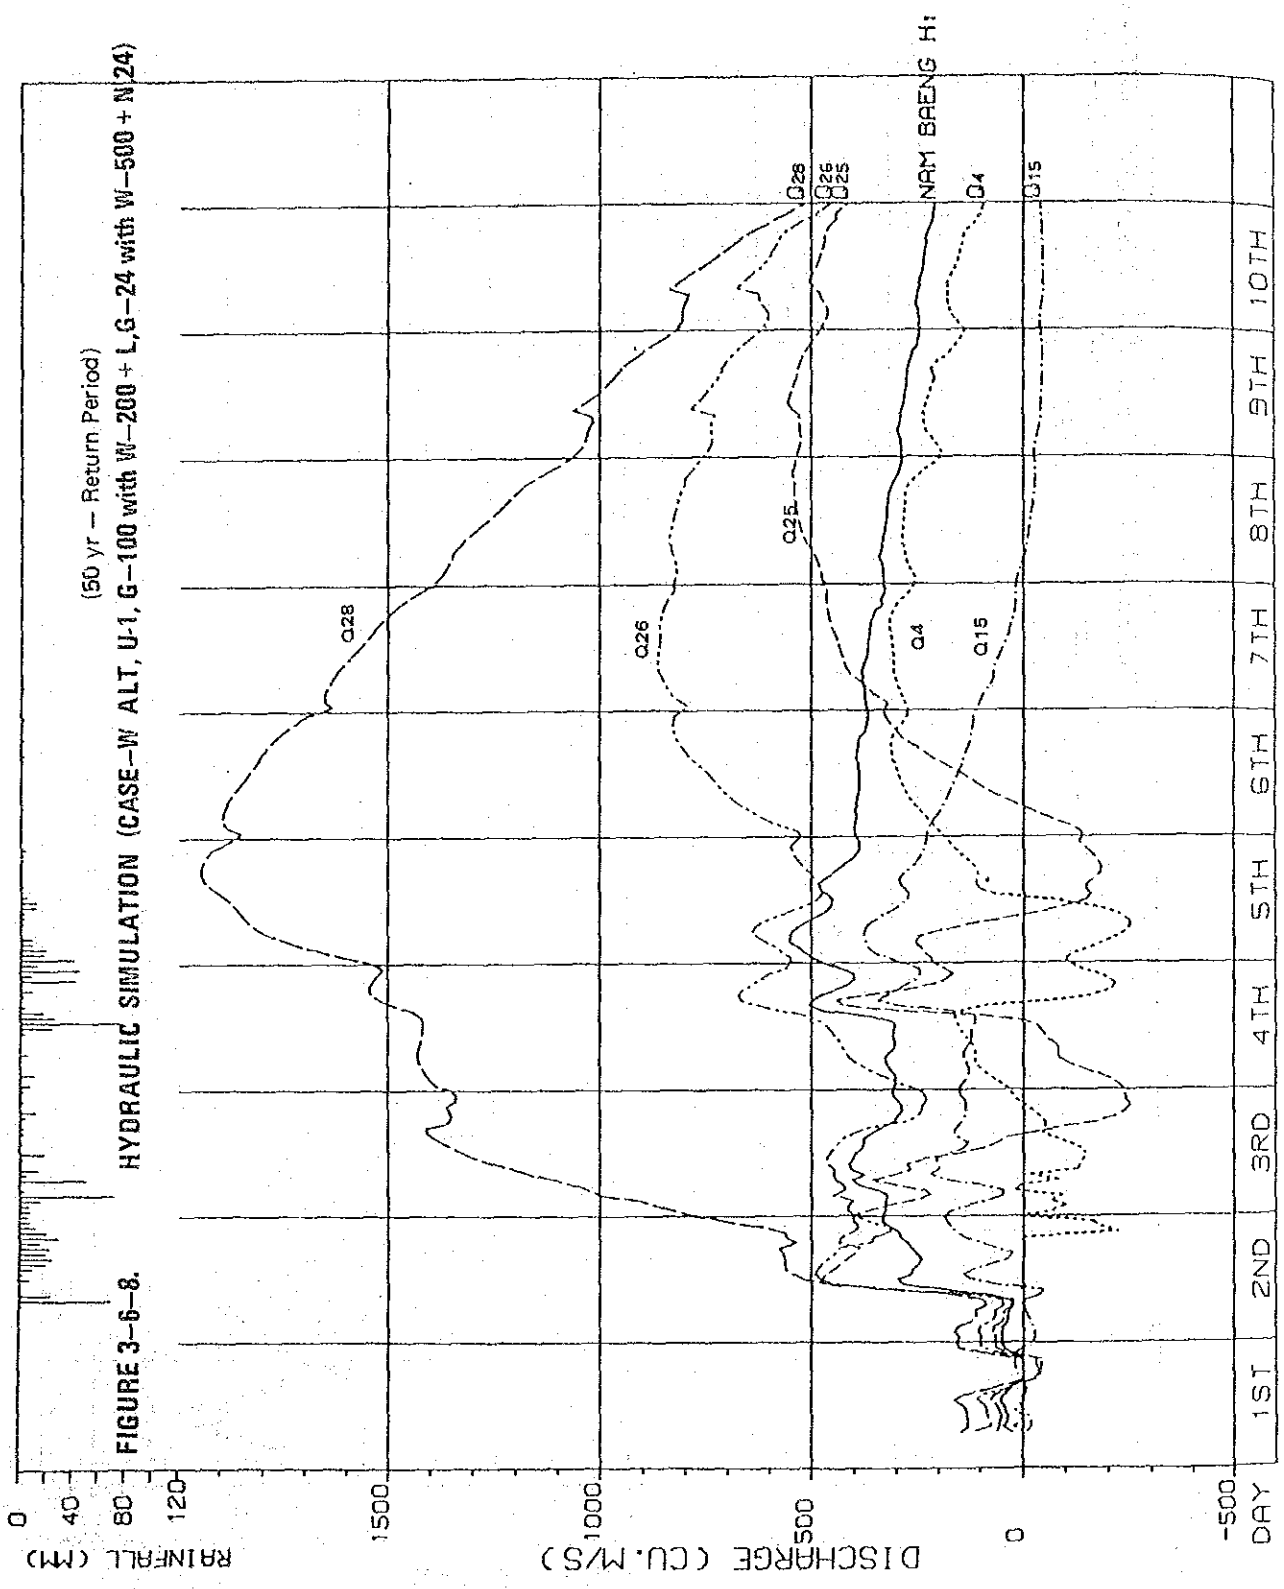 (50 yr — Return Period)
FIGURE 3-6-8. HYDRAULIC SIMULATION (CASE-W ALT, U-1, G-100 with W-200 + L,G-24 with W-500 + N,24)
RAINFALL (MM)
0
40
80
120
DISCHARGE (CU.M/S)
1500
1000
500
0
-500
DAY
1ST
2ND
3RD
4TH
5TH
6TH
7TH
8TH
9TH
10TH
Q28
Q26
Q25
Q4
Q15
Q28
Q26
Q25
NAM BAENG H1
Q4
Q15